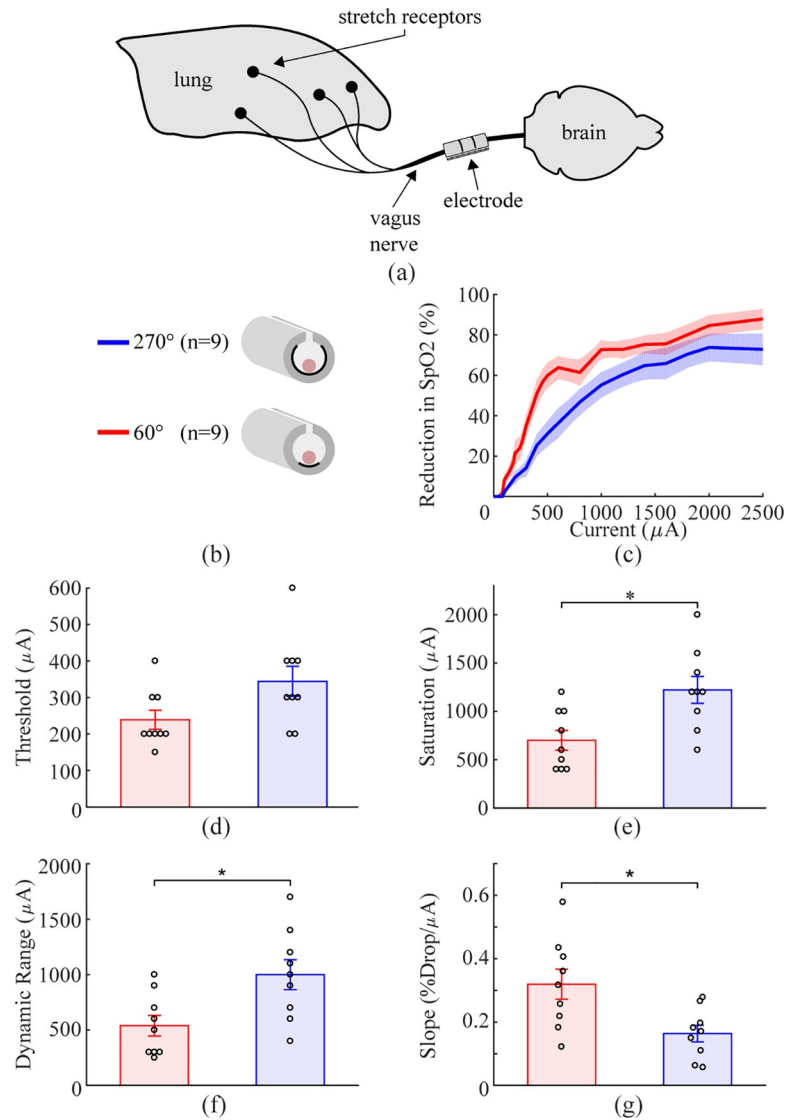 stretch receptors
lung
brain
vagus
nerve
electrode
(a)
270° (n=9)
60° (n=9)
(b)
Reduction in SpO2 (%)
100
80
60
40
20
0
500
1000
1500
2000
2500
Current (μA)
(c)
Threshold (μA)
600
500
400
300
200
100
0
(d)
Saturation (μA)
2000
1500
1000
500
0
*
(e)
Dynamic Range (μA)
2000
1500
1000
500
0
*
(f)
Slope (%Drop/μA)
0.6
0.4
0.2
0
*
(g)